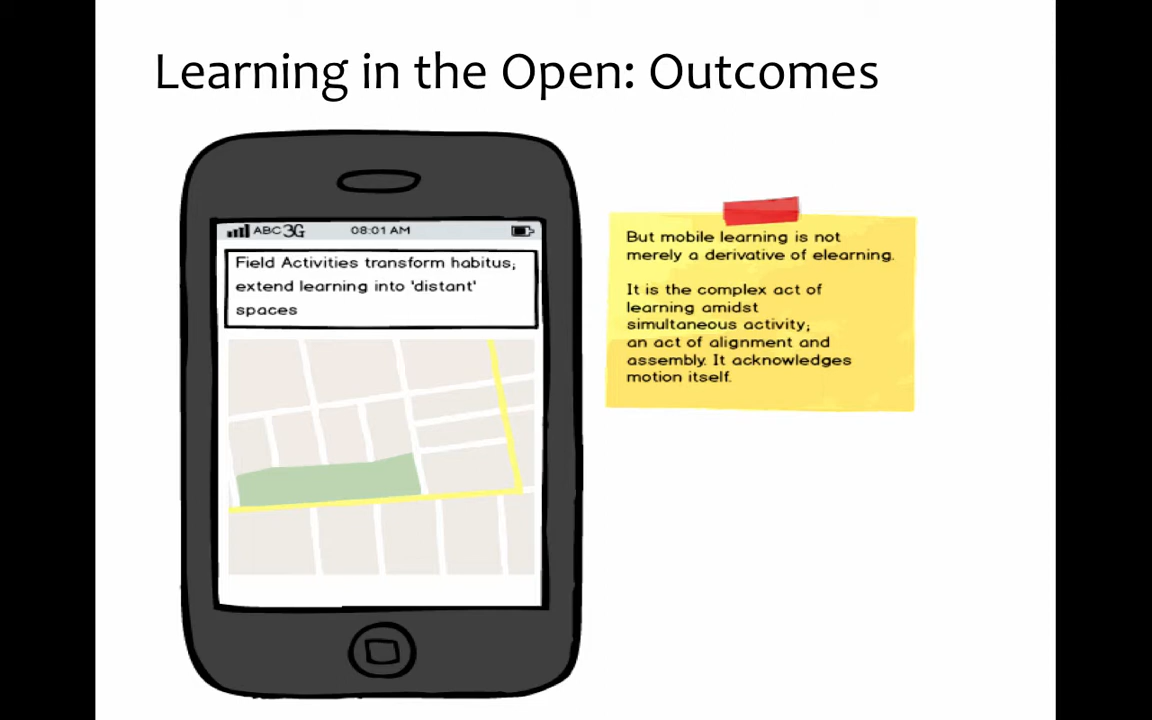 Learning in the Open: Outcomes
ABC 3G 08:01 AM
Field Activities transform habitus;
extend learning into 'distant'
spaces
But mobile learning is not
merely a derivative of elearning.
It is the complex act of
learning amidst
simultaneous activity;
an act of alignment and
assembly. It acknowledges
motion itself.